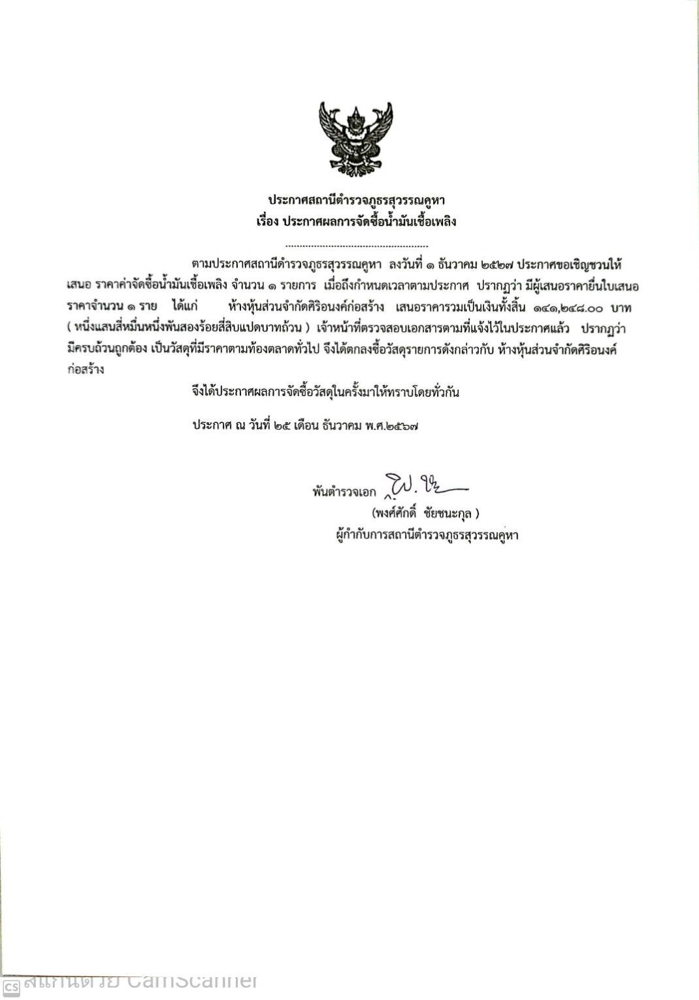 ประกาศสถานีตำรวจภูธรสุวรรณคูหา
เรื่อง ประกาศผลการจัดซื้อน้ำมันเชื้อเพลิง
ตามประกาศสถานีตำรวจภูธรสุวรรณคูหา ลงวันที่ ๑ ธันวาคม ๒๕๒๗ ประกาศขอเชิญชวนให้
เสนอ ราคาค่าจัดซื้อน้ำมันเชื้อเพลิง จำนวน ๑ รายการ เมื่อถึงกำหนดเวลาตามประกาศ ปรากฏว่า มีผู้เสนอราคายื่นใบเสนอ
ราคาจำนวน ๑ ราย ได้แก่ ห้างหุ้นส่วนจำกัดศิริอนงค์ก่อสร้าง เสนอราคารวมเป็นเงินทั้งสิ้น ๑๔๑,๒๔๘.๐๐ บาท
( หนึ่งแสนสี่หมื่นหนึ่งพันสองร้อยสี่สิบแปดบาทถ้วน ) เจ้าหน้าที่ตรวจสอบเอกสารตามที่แจ้งไว้ในประกาศแล้ว ปรากฏว่า
มีครบถ้วนถูกต้อง เป็นวัสดุที่มีราคาตามท้องตลาดทั่วไป จึงได้ตกลงซื้อวัสดุรายการดังกล่าวกับ ห้างหุ้นส่วนจำกัดศิริอนงค์
ก่อสร้าง
จึงได้ประกาศผลการจัดซื้อวัสดุในครั้งมาให้ทราบโดยทั่วกัน
ประกาศ ณ วันที่ ๒๕ เดือน ธันวาคม พ.ศ.๒๕๖๗
พันตำรวจเอก
(พงศ์ศักดิ์ ชัยชนะกุล )
ผู้กำกับการสถานีตำรวจภูธรสุวรรณคูหา
CS สแกนด้วย CamScanner